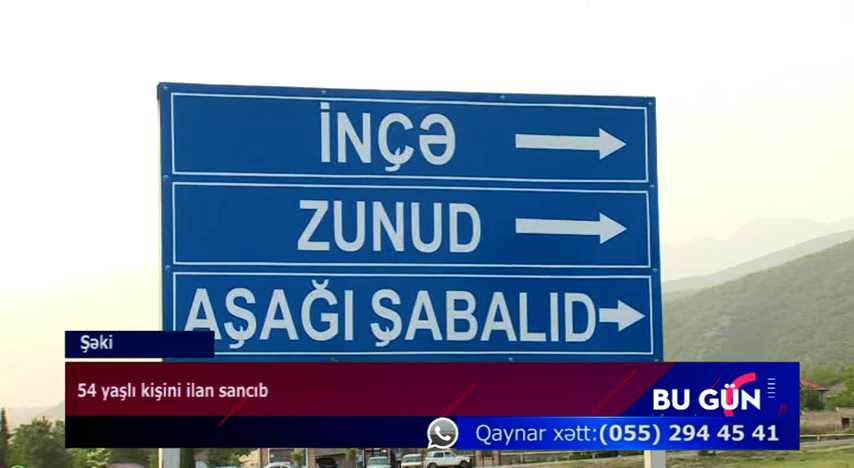 İNÇƏ
ZUNUD
AŞAĞI ŞABALID
Şəki
54 yaşlı kişini ilan sancıb
BU GÜN
Qaynar xətt:(055) 294 45 41